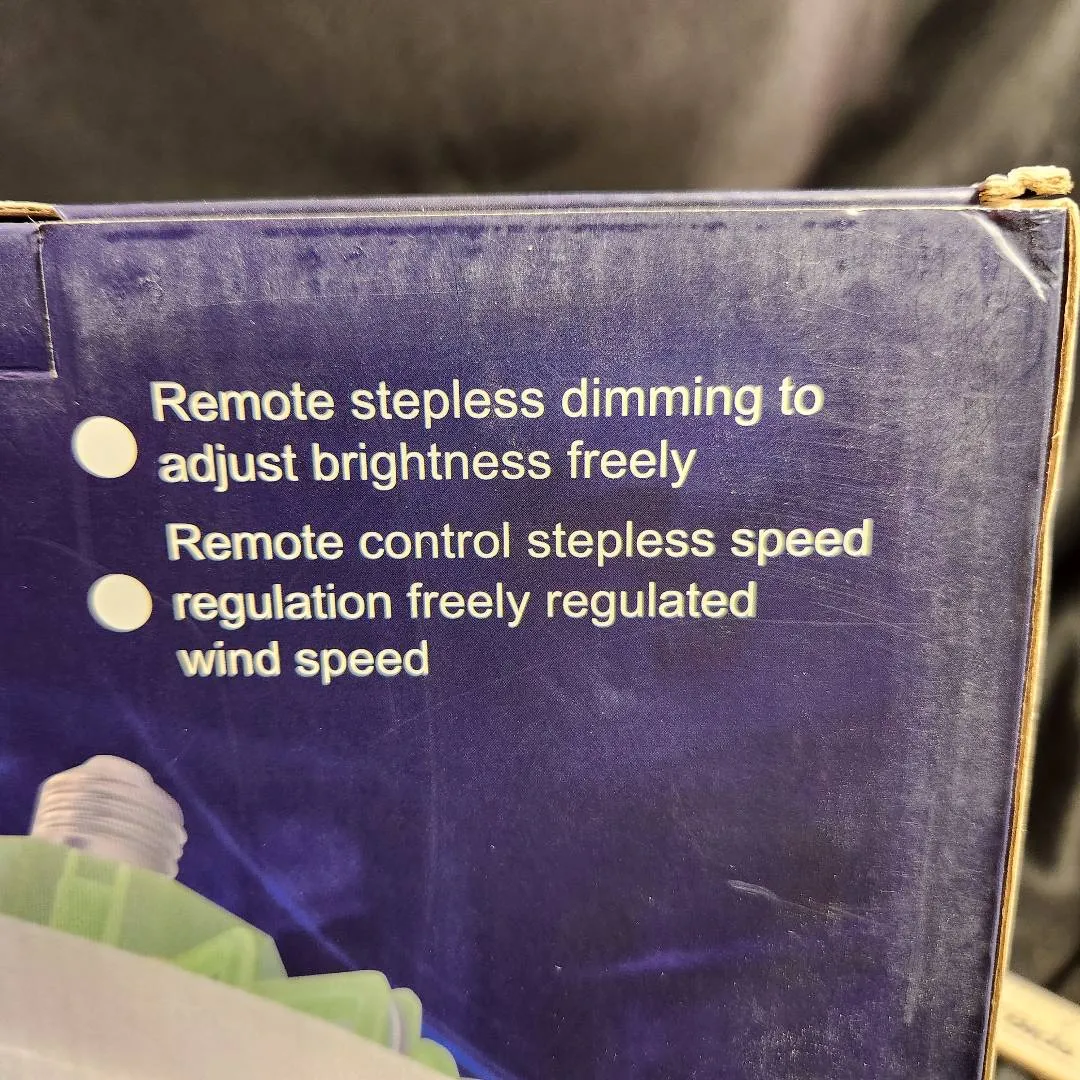 Remote stepless dimming to
adjust brightness freely
Remote control stepless speed
regulation freely regulated
wind speed